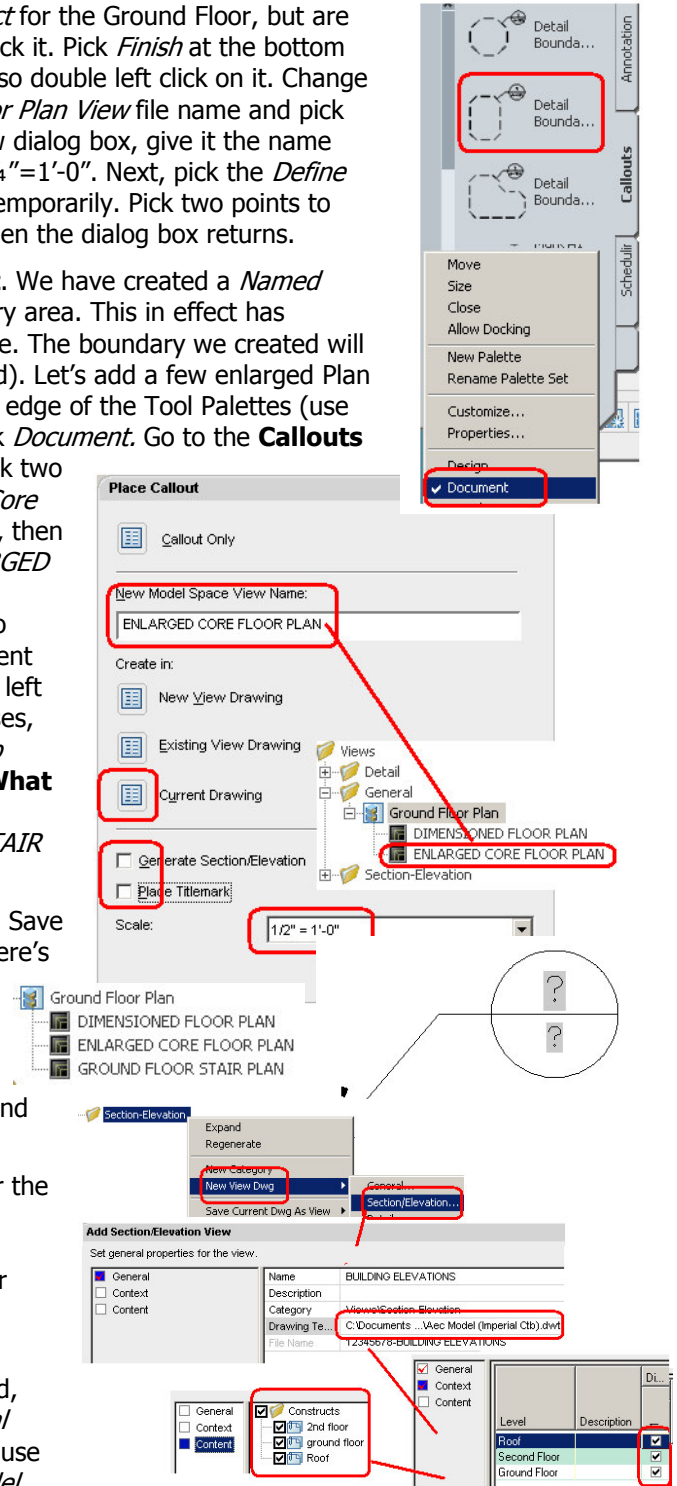 ct for the Ground Floor, but are
ck it. Pick Finish at the bottom
so double left click on it. Change
or Plan View file name and pick
dialog box, give it the name
″=1’-0”. Next, pick the Define
emporarily. Pick two points to
en the dialog box returns.
. We have created a Named
ry area. This in effect has
e. The boundary we created will
d). Let’s add a few enlarged Plan
edge of the Tool Palettes (use
k Document. Go to the Callouts
k two
Core
, then
RGED
o
ent
left
ses,
o
What
TAIR
Save
ere’s
nd
r the
r
d,
al
use
del
Detail
Bounda...
Detail
Bounda...
Detail
Bounda...
Annotation
Callouts
Schedulir
Move
Size
Close
Allow Docking
New Palette
Rename Palette Set
Customize...
Properties...
Design
Document
Place Callout
Callout Only
New Model Space View Name:
ENLARGED CORE FLOOR PLAN
Create in:
New View Drawing
Existing View Drawing
Current Drawing
Generate Section/Elevation
Place Titlemark
Scale:
1/2" = 1'-0"
Views
Detail
General
Ground Floor Plan
DIMENSIONED FLOOR PLAN
ENLARGED CORE FLOOR PLAN
Section-Elevation
?
?
Ground Floor Plan
DIMENSIONED FLOOR PLAN
ENLARGED CORE FLOOR PLAN
GROUND FLOOR STAIR PLAN
Section-Elevation
Expand
Regenerate
New Category
New View Dwg
Save Current Dwg As View
General...
Section/Elevation...
Add Section/Elevation View
Set general properties for the view.
General
Context
Content
Name BUILDING ELEVATIONS
Description
Category Views\Section-Elevation
Drawing Te... C:\Documents ...\Aec Model (Imperial Ctb).dwt
File Name 12345678-BUILDING ELEVATIONS
General
Context
Content
Constructs
2nd floor
ground floor
Roof
General
Context
Content
Level Description Di...
Roof
Second Floor
Ground Floor